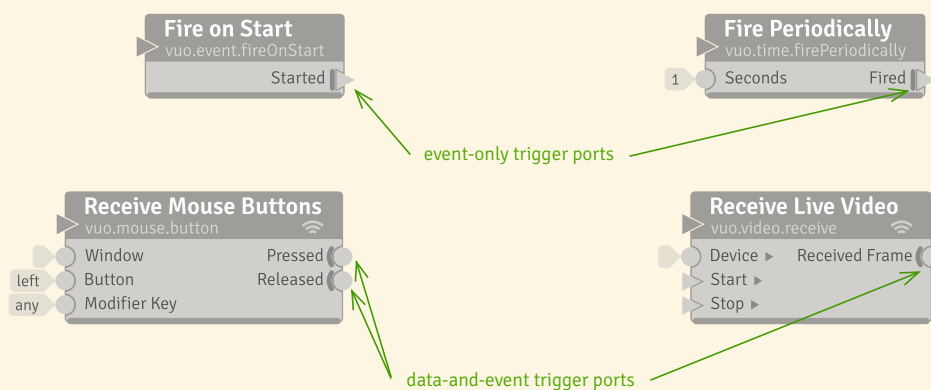 Fire on Start
vuo.event.fireOnStart
Started
Fire Periodically
vuo.time.firePeriodically
1 Seconds Fired
event-only trigger ports
Receive Mouse Buttons
vuo.mouse.button
Window Pressed
left Button Released
any Modifier Key
Receive Live Video
vuo.video.receive
Device Received Frame
Start
Stop
data-and-event trigger ports